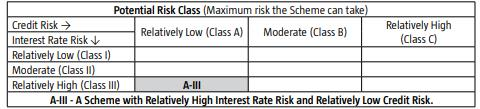 Potential Risk Class (Maximum risk the Scheme can take)
Credit Risk → Relatively Low (Class A) Moderate (Class B) Relatively High
(Class C)
Interest Rate Risk ↓
Relatively Low (Class I)
Moderate (Class II)
Relatively High (Class III) A-III
A-III - A Scheme with Relatively High Interest Rate Risk and Relatively Low Credit Risk.